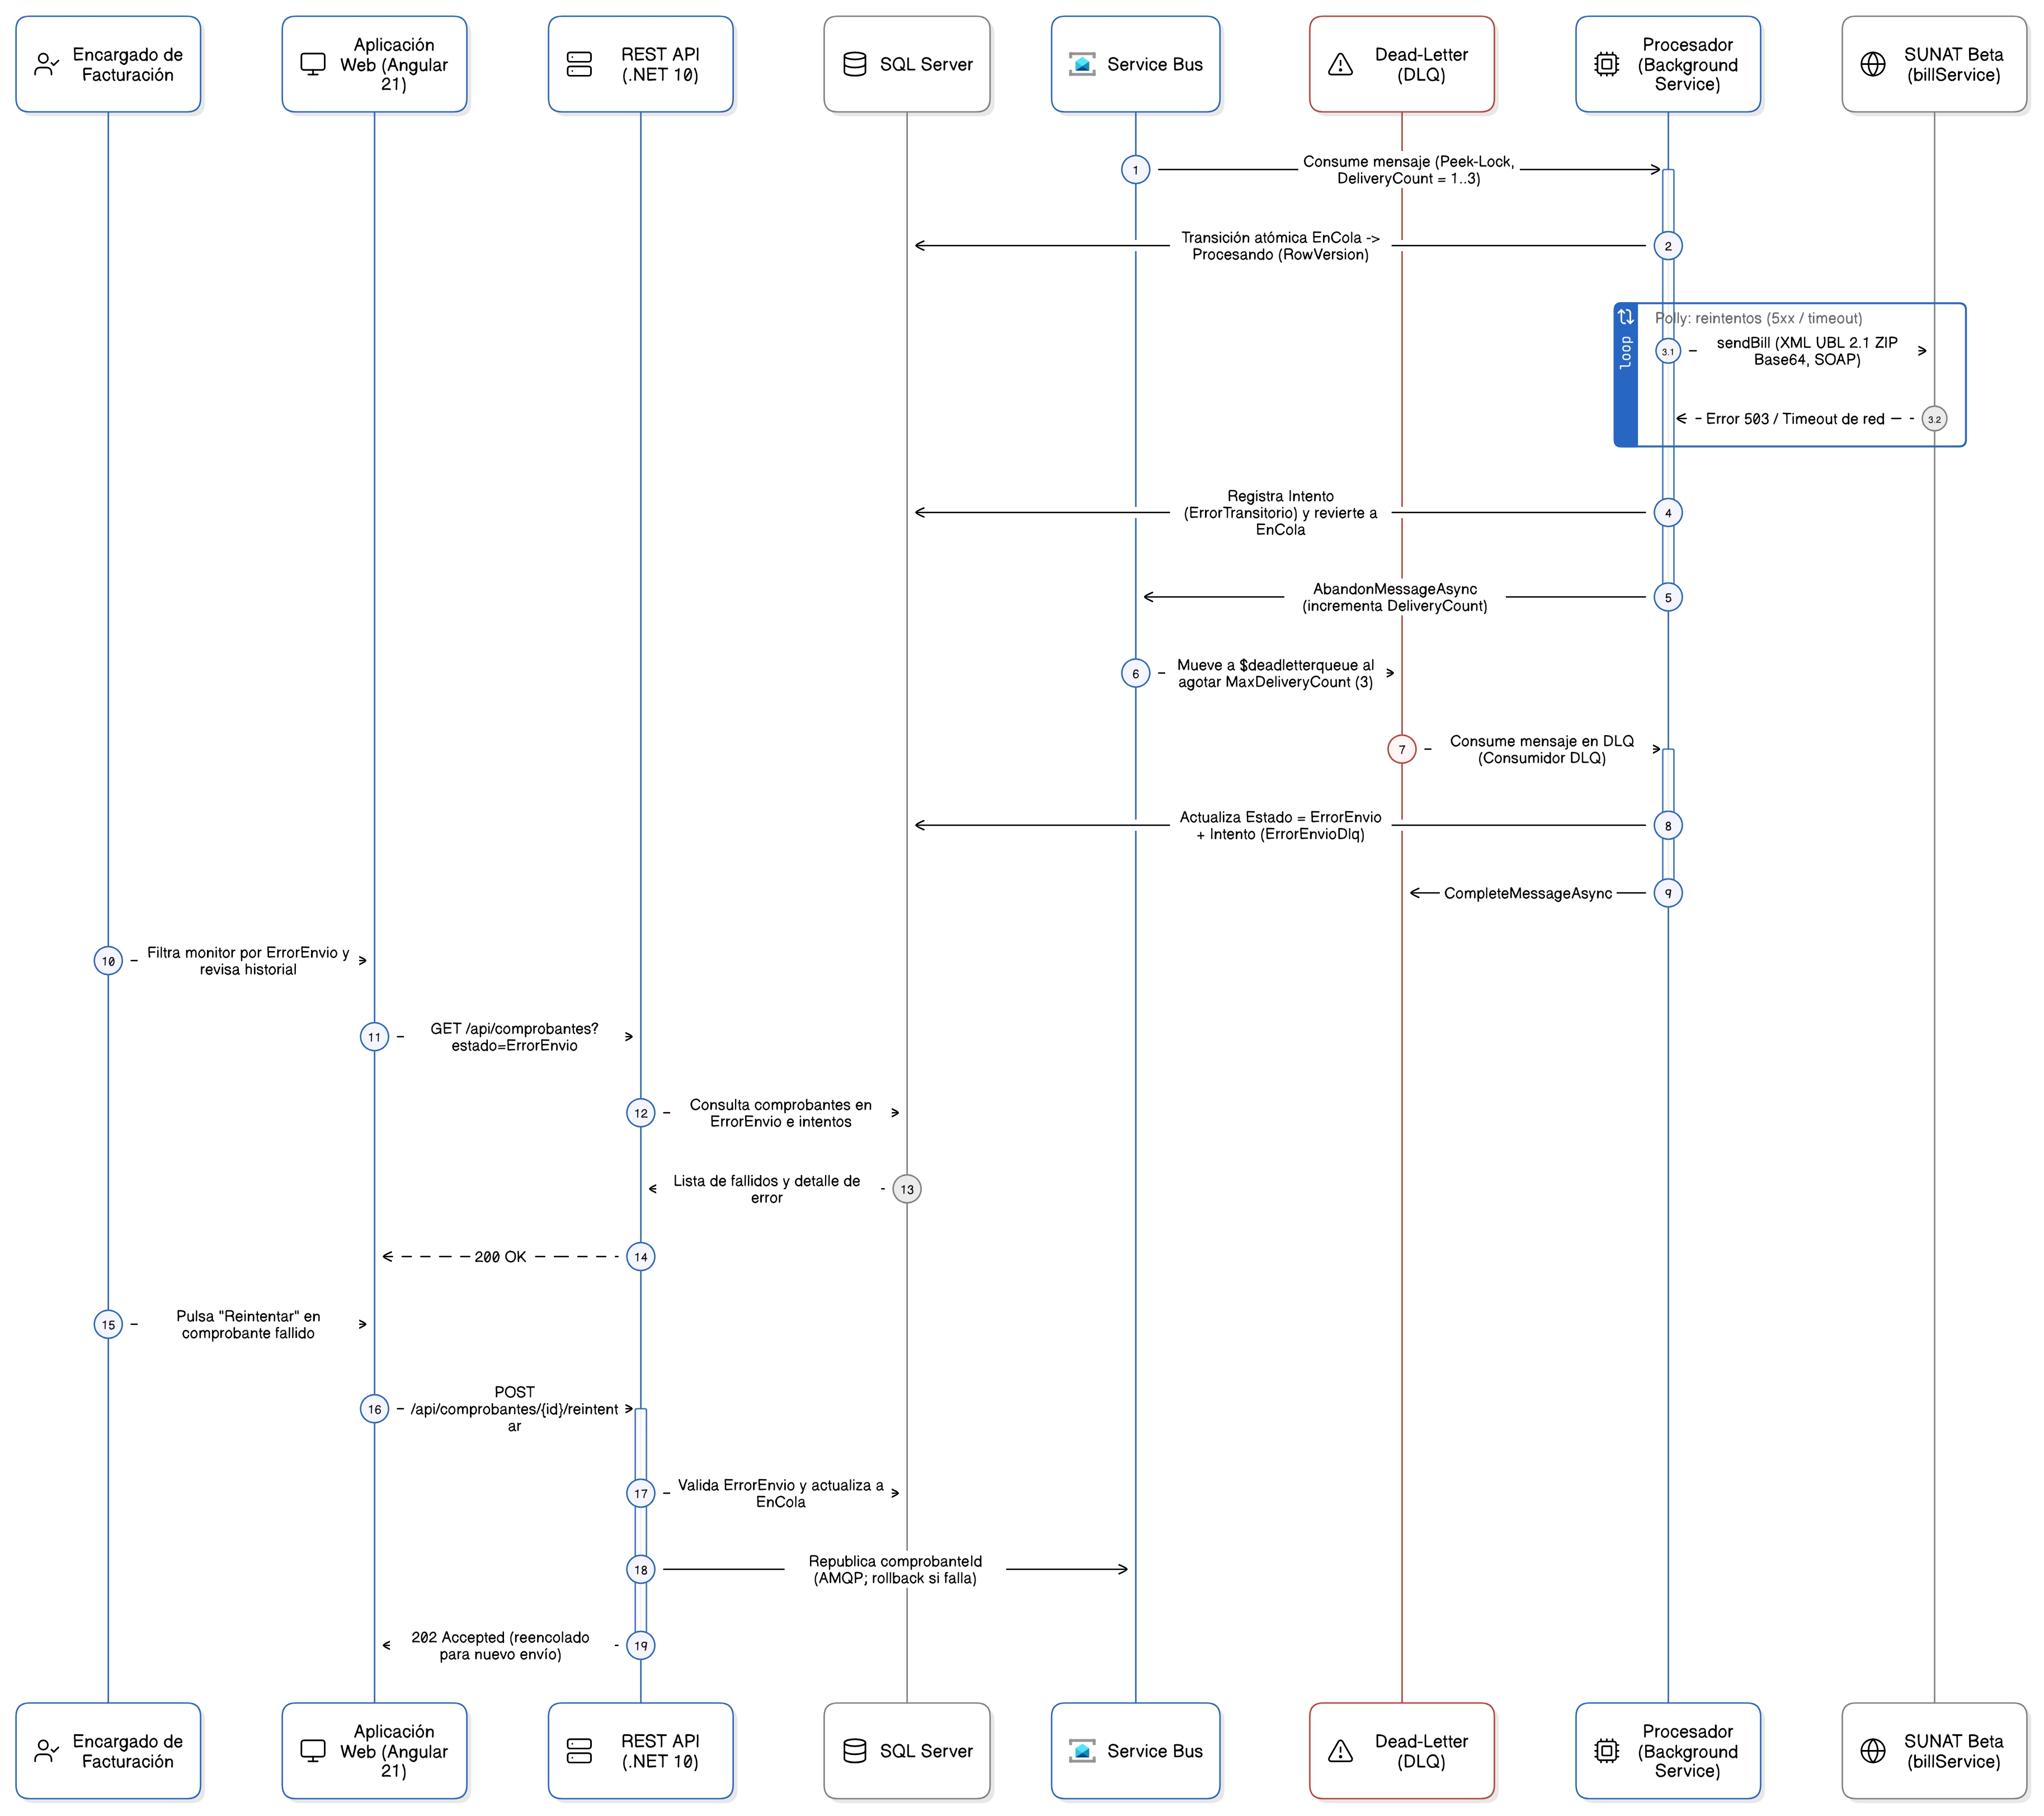 Encargado de
Facturación
Aplicación
Web (Angular
21)
REST API
(.NET 10)
SQL Server
Service Bus
Dead-Letter
(DLQ)
Procesador
(Background
Service)
SUNAT Beta
(billService)
1
Consume mensaje (Peek-Lock,
DeliveryCount = 1..3)
Transición atómica EnCola ->
Procesando (RowVersion)
2
loop
Polly: reintentos (5xx / timeout)
3.1
sendBill (XML UBL 2.1 ZIP
Base64, SOAP)
Error 503 / Timeout de red
3.2
Registra Intento
(ErrorTransitorio) y revierte a
EnCola
4
AbandonMessageAsync
(incrementa DeliveryCount)
5
6
Mueve a $deadletterqueue al
agotar MaxDeliveryCount (3)
7
Consume mensaje en DLQ
(Consumidor DLQ)
Actualiza Estado = ErrorEnvio
+ Intento (ErrorEnvioDlq)
8
CompleteMessageAsync
9
10
Filtra monitor por ErrorEnvio y
revisa historial
11
GET /api/comprobantes?
estado=ErrorEnvio
12
Consulta comprobantes en
ErrorEnvio e intentos
Lista de fallidos y detalle de
error
13
200 OK
14
15
Pulsa "Reintentar" en
comprobante fallido
16
POST
/api/comprobantes/{id}/reintent
ar
17
Valida ErrorEnvio y actualiza a
EnCola
18
Republica comprobanteId
(AMQP; rollback si falla)
202 Accepted (reencolado
para nuevo envío)
19
Encargado de
Facturación
Aplicación
Web (Angular
21)
REST API
(.NET 10)
SQL Server
Service Bus
Dead-Letter
(DLQ)
Procesador
(Background
Service)
SUNAT Beta
(billService)